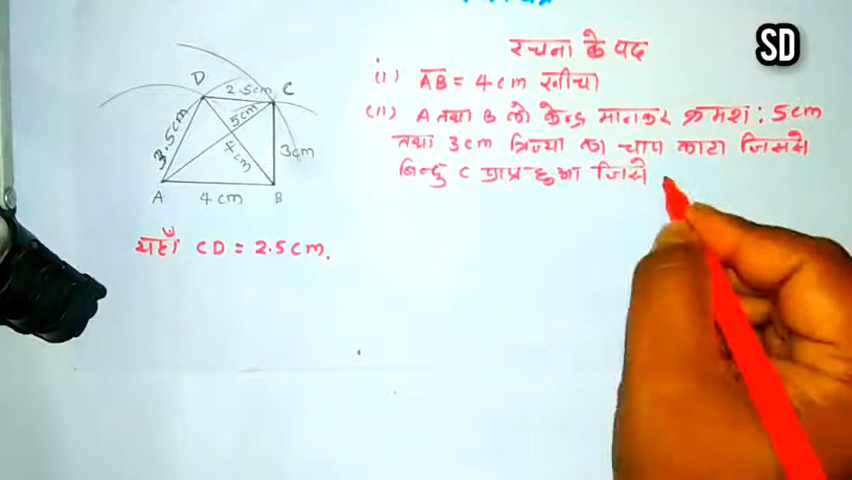 SD
रचना के पद
(i) AB = 4cm खींचा
(ii) A तथा B को केन्द्र मानकर क्रमशः 5cm
तथा 3cm त्रिज्या का चाप काटा जिससे
बिन्दु C प्राप्त हुआ जिसे
D
2.5cm
C
5cm
3.5cm
4cm
3cm
A
4cm
B
यहाँ CD = 2.5cm.